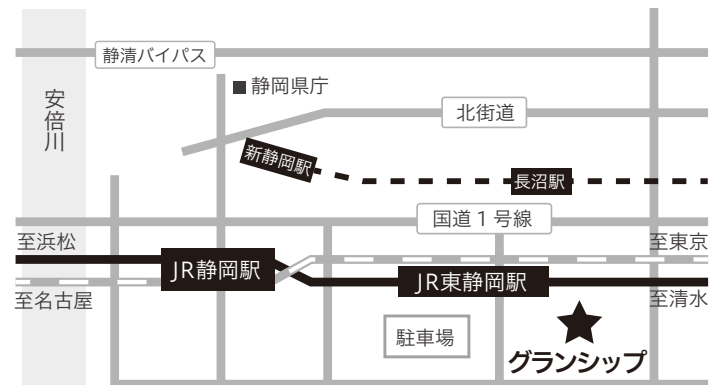 静清バイパス
静岡県庁
安倍川
北街道
新静岡駅
長沼駅
国道1号線
至浜松
至東京
JR静岡駅
JR東静岡駅
至名古屋
至清水
駐車場
グランシップ